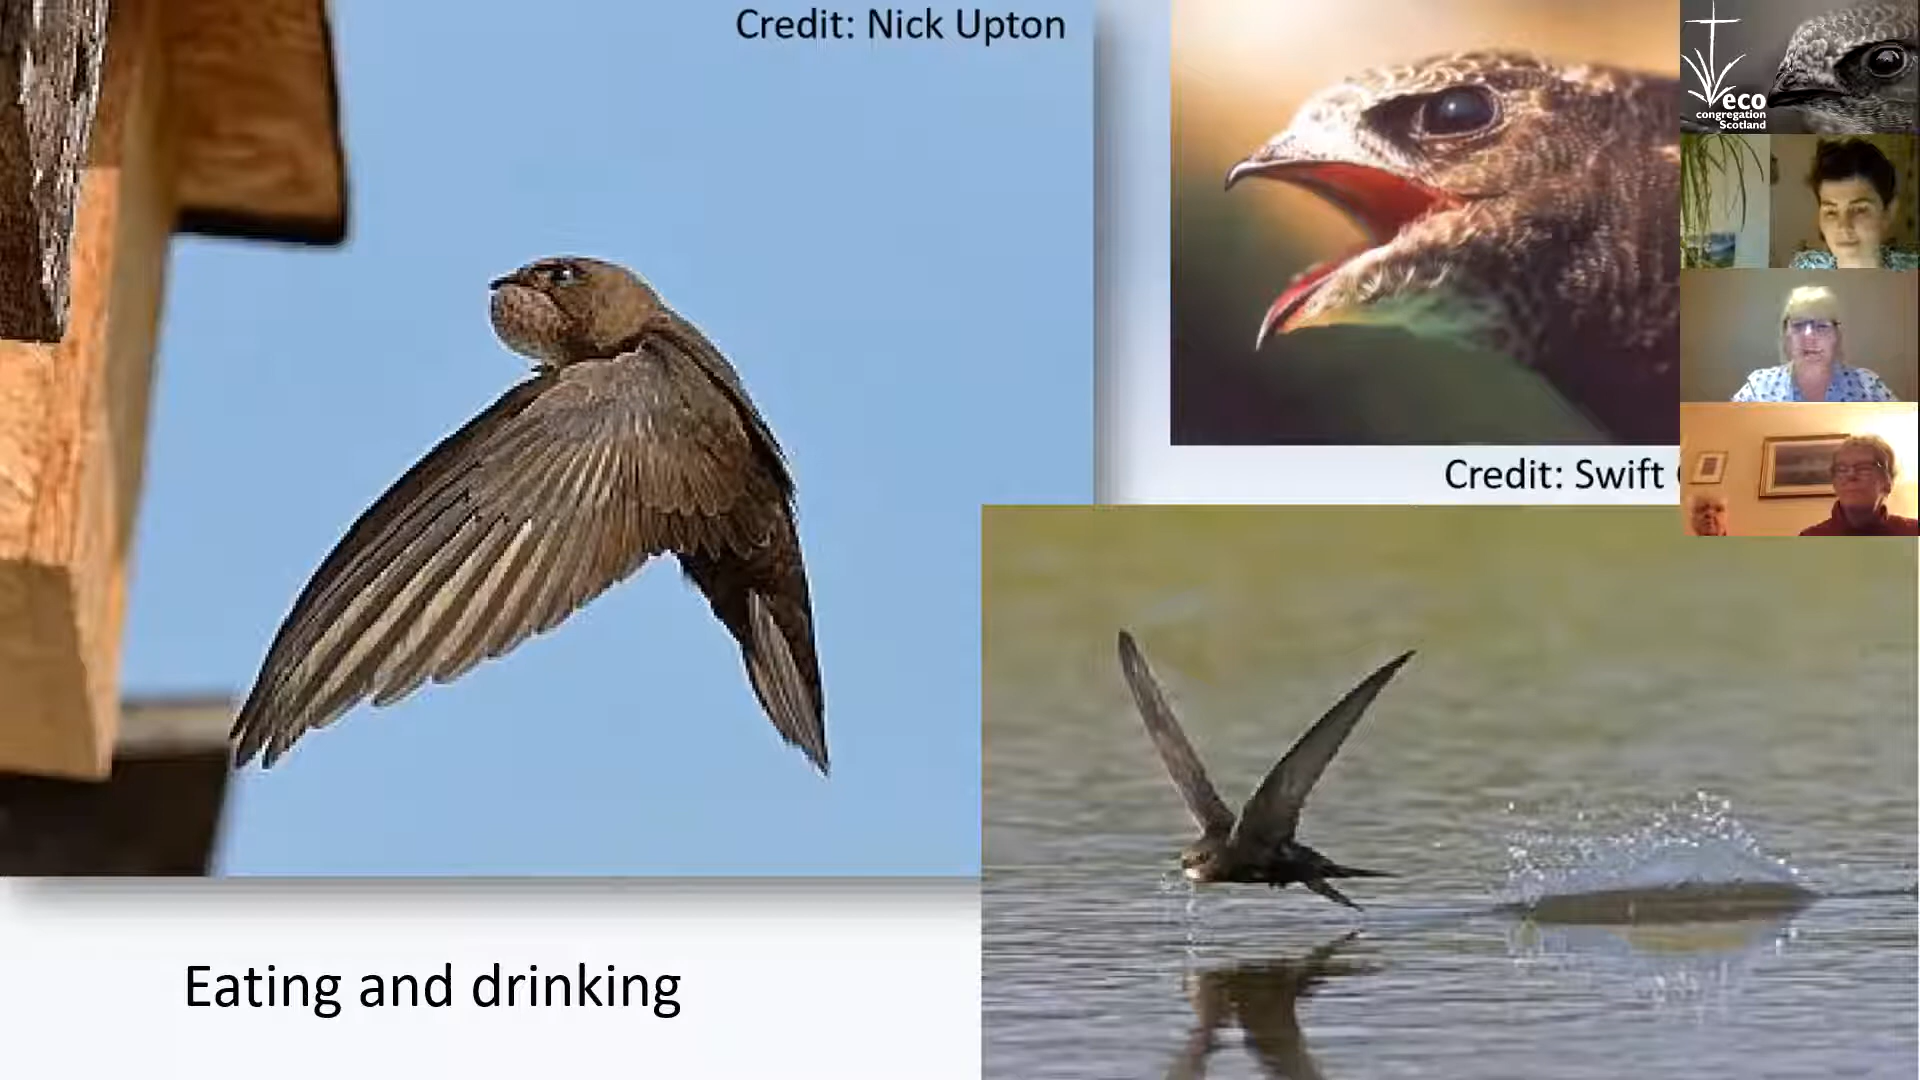 Credit: Nick Upton
eco
congregation
Scotland
Credit: Swift
Eating and drinking